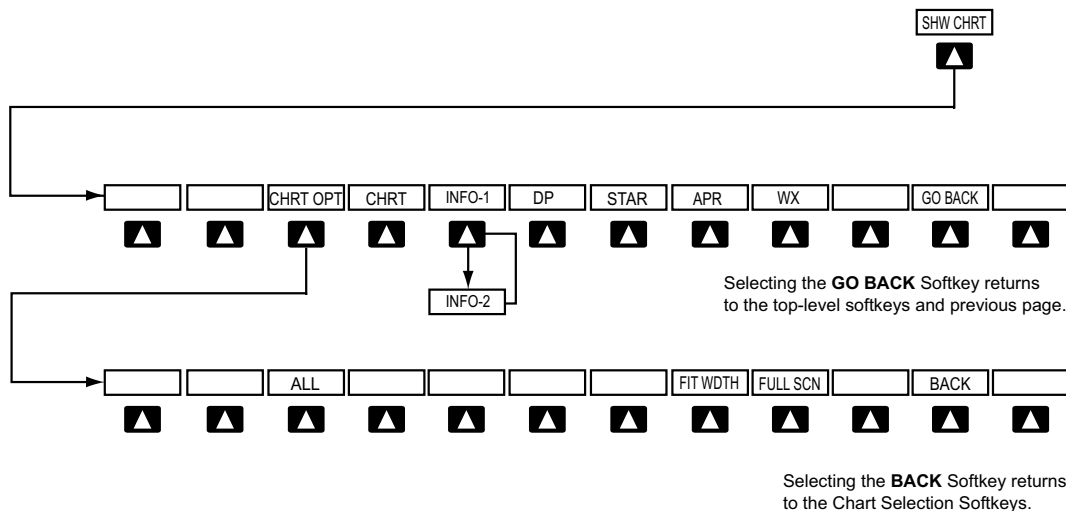 SHW CHRT
CHRT OPT CHRT INFO-1 DP STAR APR WX GO BACK
INFO-2
Selecting the GO BACK Softkey returns
to the top-level softkeys and previous page.
ALL FIT WDTH FULL SCN BACK
Selecting the BACK Softkey returns
to the Chart Selection Softkeys.